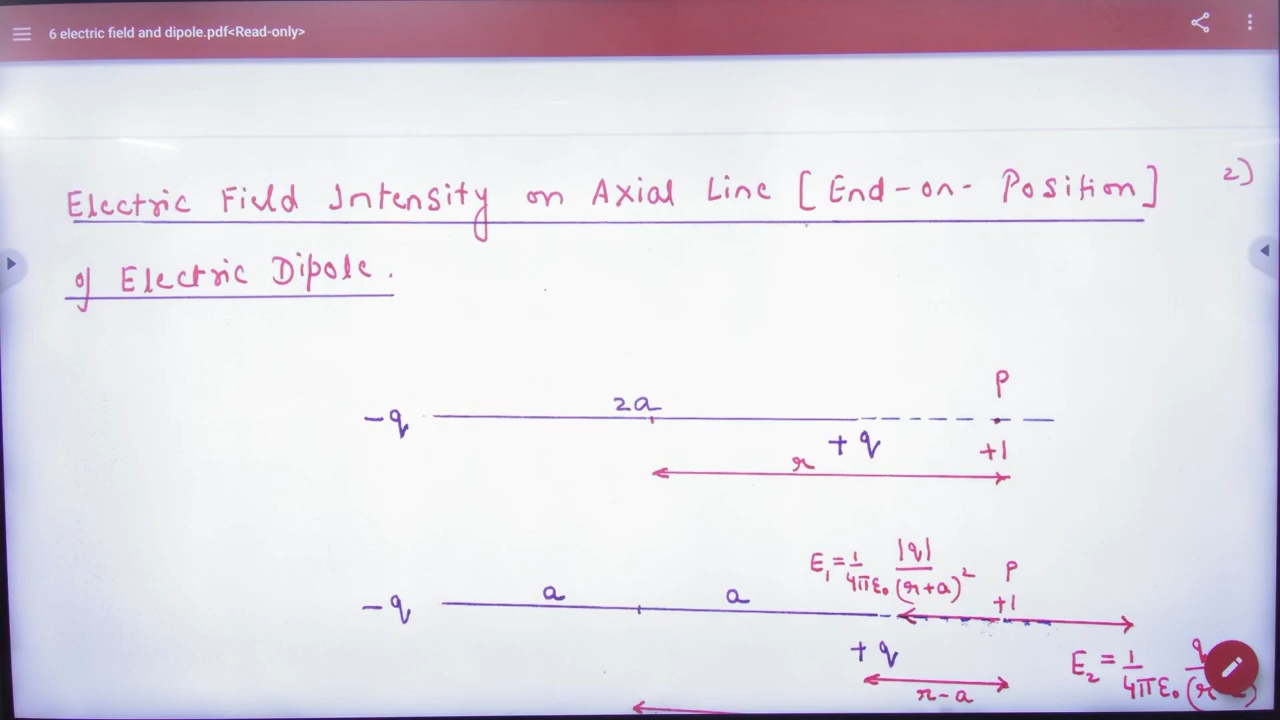 6 electric field and dipole.pdf<Read-only>
Electric Field Intensity on Axial Line [End-on-Position] 2)
of Electric Dipole.
P
2a
-q
+q
+1
r
E₁ = 1/4πε₀ |q|/(r+a)²
P
+1
a a
-q
+q
E₂ = 1/4πε₀ q
r-a